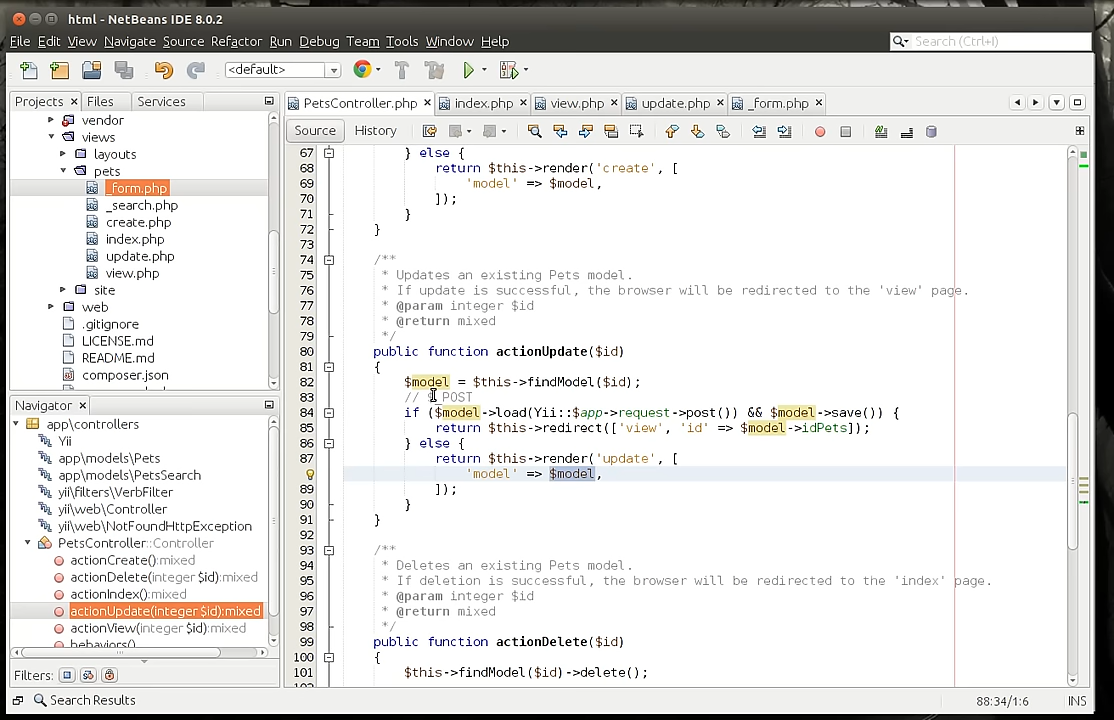 html - NetBeans IDE 8.0.2
File Edit View Navigate Source Refactor Run Debug Team Tools Window Help
Search (Ctrl+I)
<default>
Projects Files Services
PetsController.php index.php view.php update.php _form.php
Source History
vendor
views
layouts
pets
_form.php
_search.php
create.php
index.php
update.php
view.php
site
web
.gitignore
LICENSE.md
README.md
composer.json
Navigator
app\controllers
Yii
app\models\Pets
app\models\PetsSearch
yii\filters\VerbFilter
yii\web\Controller
yii\web\NotFoundHttpException
PetsController::Controller
actionCreate():mixed
actionDelete(integer $id):mixed
actionIndex():mixed
actionUpdate(integer $id):mixed
actionView(integer $id):mixed
behaviors()
Filters:
67 } else {
68 return $this->render('create', [
69 'model' => $model,
70 ]);
71 }
72 }
73
74 /**
75 * Updates an existing Pets model.
76 * If update is successful, the browser will be redirected to the 'view' page.
77 * @param integer $id
78 * @return mixed
79 */
80 public function actionUpdate($id)
81 {
82 $model = $this->findModel($id);
83 // $_POST
84 if ($model->load(Yii::$app->request->post()) && $model->save()) {
85 return $this->redirect(['view', 'id' => $model->idPets]);
86 } else {
87 return $this->render('update', [
'model' => $model,
89 ]);
90 }
91 }
92
93 /**
94 * Deletes an existing Pets model.
95 * If deletion is successful, the browser will be redirected to the 'index' page.
96 * @param integer $id
97 * @return mixed
98 */
99 public function actionDelete($id)
100 {
101 $this->findModel($id)->delete();
Search Results
88:34/1:6 INS